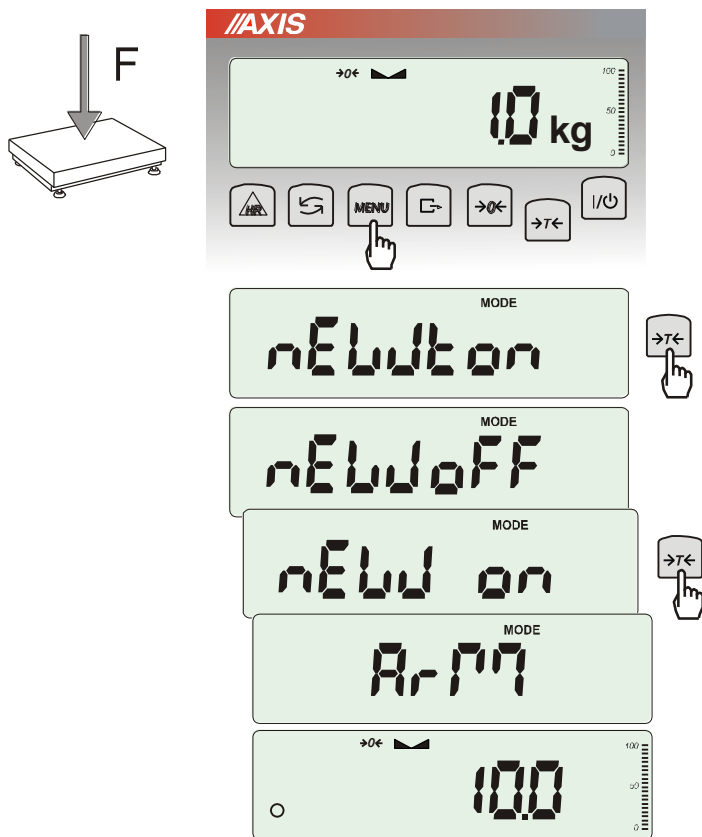 F
//AXIS
→0←
1.0 kg
100
50
0
HR
MENU
→0←
→T←
I/
MODE
nEWton
→T←
MODE
nEWoFF
MODE
nEW on
→T←
MODE
ArM
→0←
10.0
100
50
0